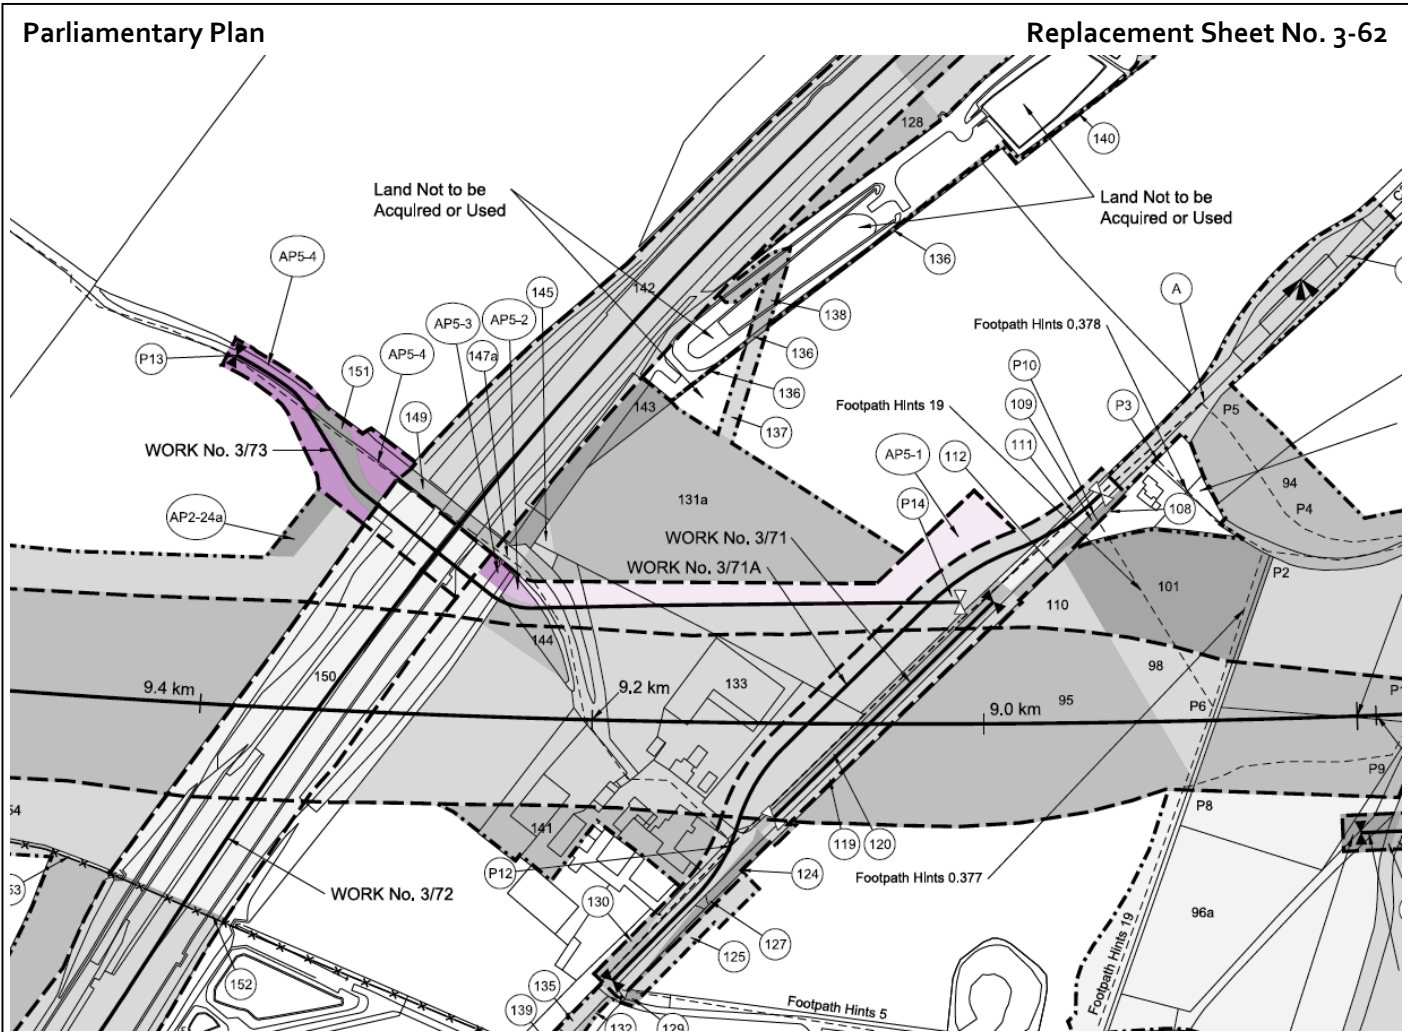 Parliamentary Plan
Replacement Sheet No. 3-62
128
140
Land Not to be
Acquired or Used
Land Not to be
Acquired or Used
136
AP5-4
145
142
A
138
AP5-3
AP5-2
Footpath Hints 0.378
P13
AP5-4
147a
136
P10
151
136
143
Footpath Hints 19
109
P3
P5
149
137
111
WORK No. 3/73
AP5-1
112
94
131a
P14
108
P4
AP2-24a
WORK No. 3/71
WORK No. 3/71A
P2
101
110
144
98
150
133
9.4 km
9.2 km
9.0 km
95
P6
P9
54
P8
141
119
120
P12
124
Footpath Hints 0.377
WORK No. 3/72
130
96a
127
125
152
135
139
Footpath Hints 5
Footpath Hints 19
132
129